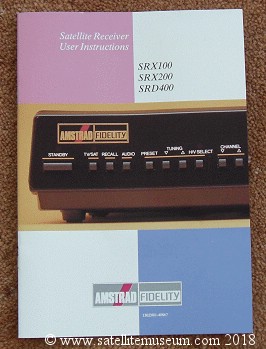 Satellite Receiver
User Instructions
SRX100
SRX200
SRD400
AMSTRAD FIDELITY
STANDBY
TV/SAT RECALL AUDIO PRESET TUNING H/V SELECT CHANNEL
AMSTRAD FIDELITY
© www.satellitemuseum.com 2018